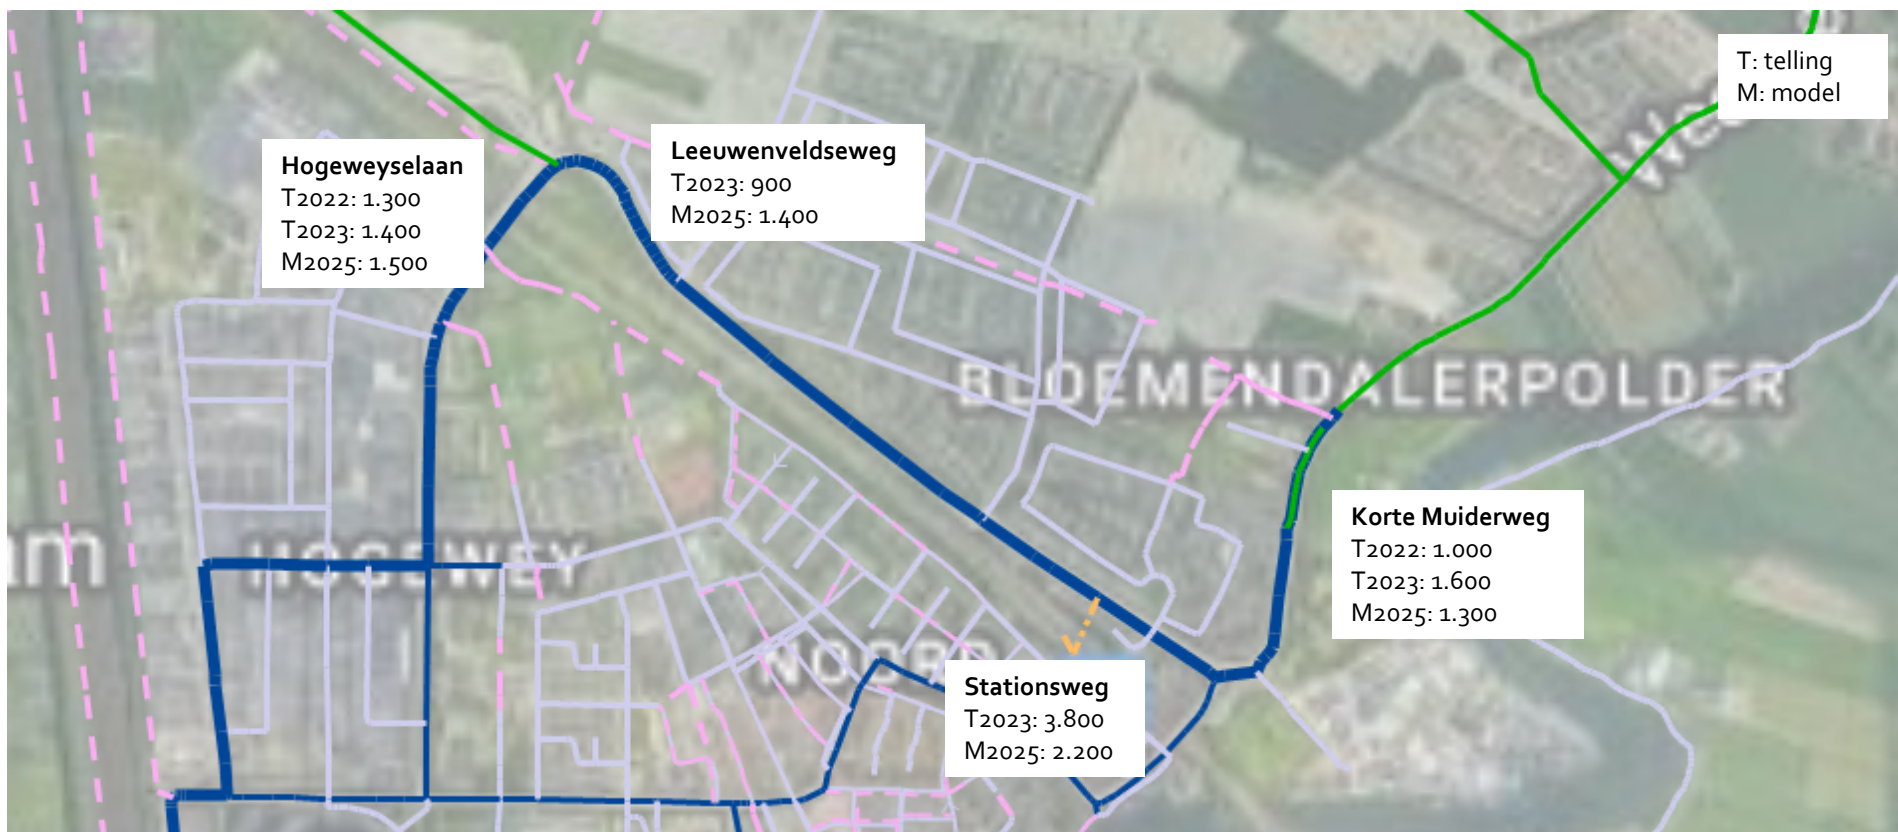 T: telling
M: model
Hogeweyselaan
T2022: 1.300
T2023: 1.400
M2025: 1.500
Leeuwenveldseweg
T2023: 900
M2025: 1.400
BLOEMENDALERPOLDER
Korte Muiderweg
T2022: 1.000
T2023: 1.600
M2025: 1.300
am
HOGEWEY
NOORD
Stationsweg
T2023: 3.800
M2025: 2.200